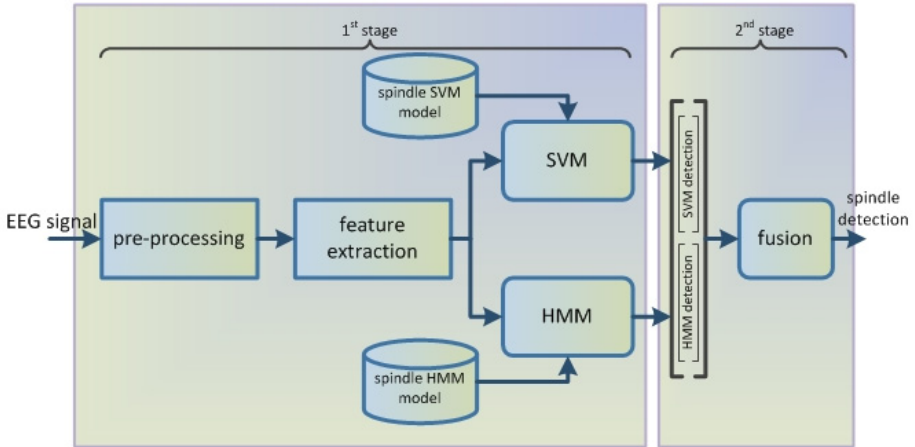 1st stage
2nd stage
spindle SVM
model
SVM
SVM detection
EEG signal
pre-processing
feature
extraction
fusion
spindle
detection
HMM
HMM detection
spindle HMM
model